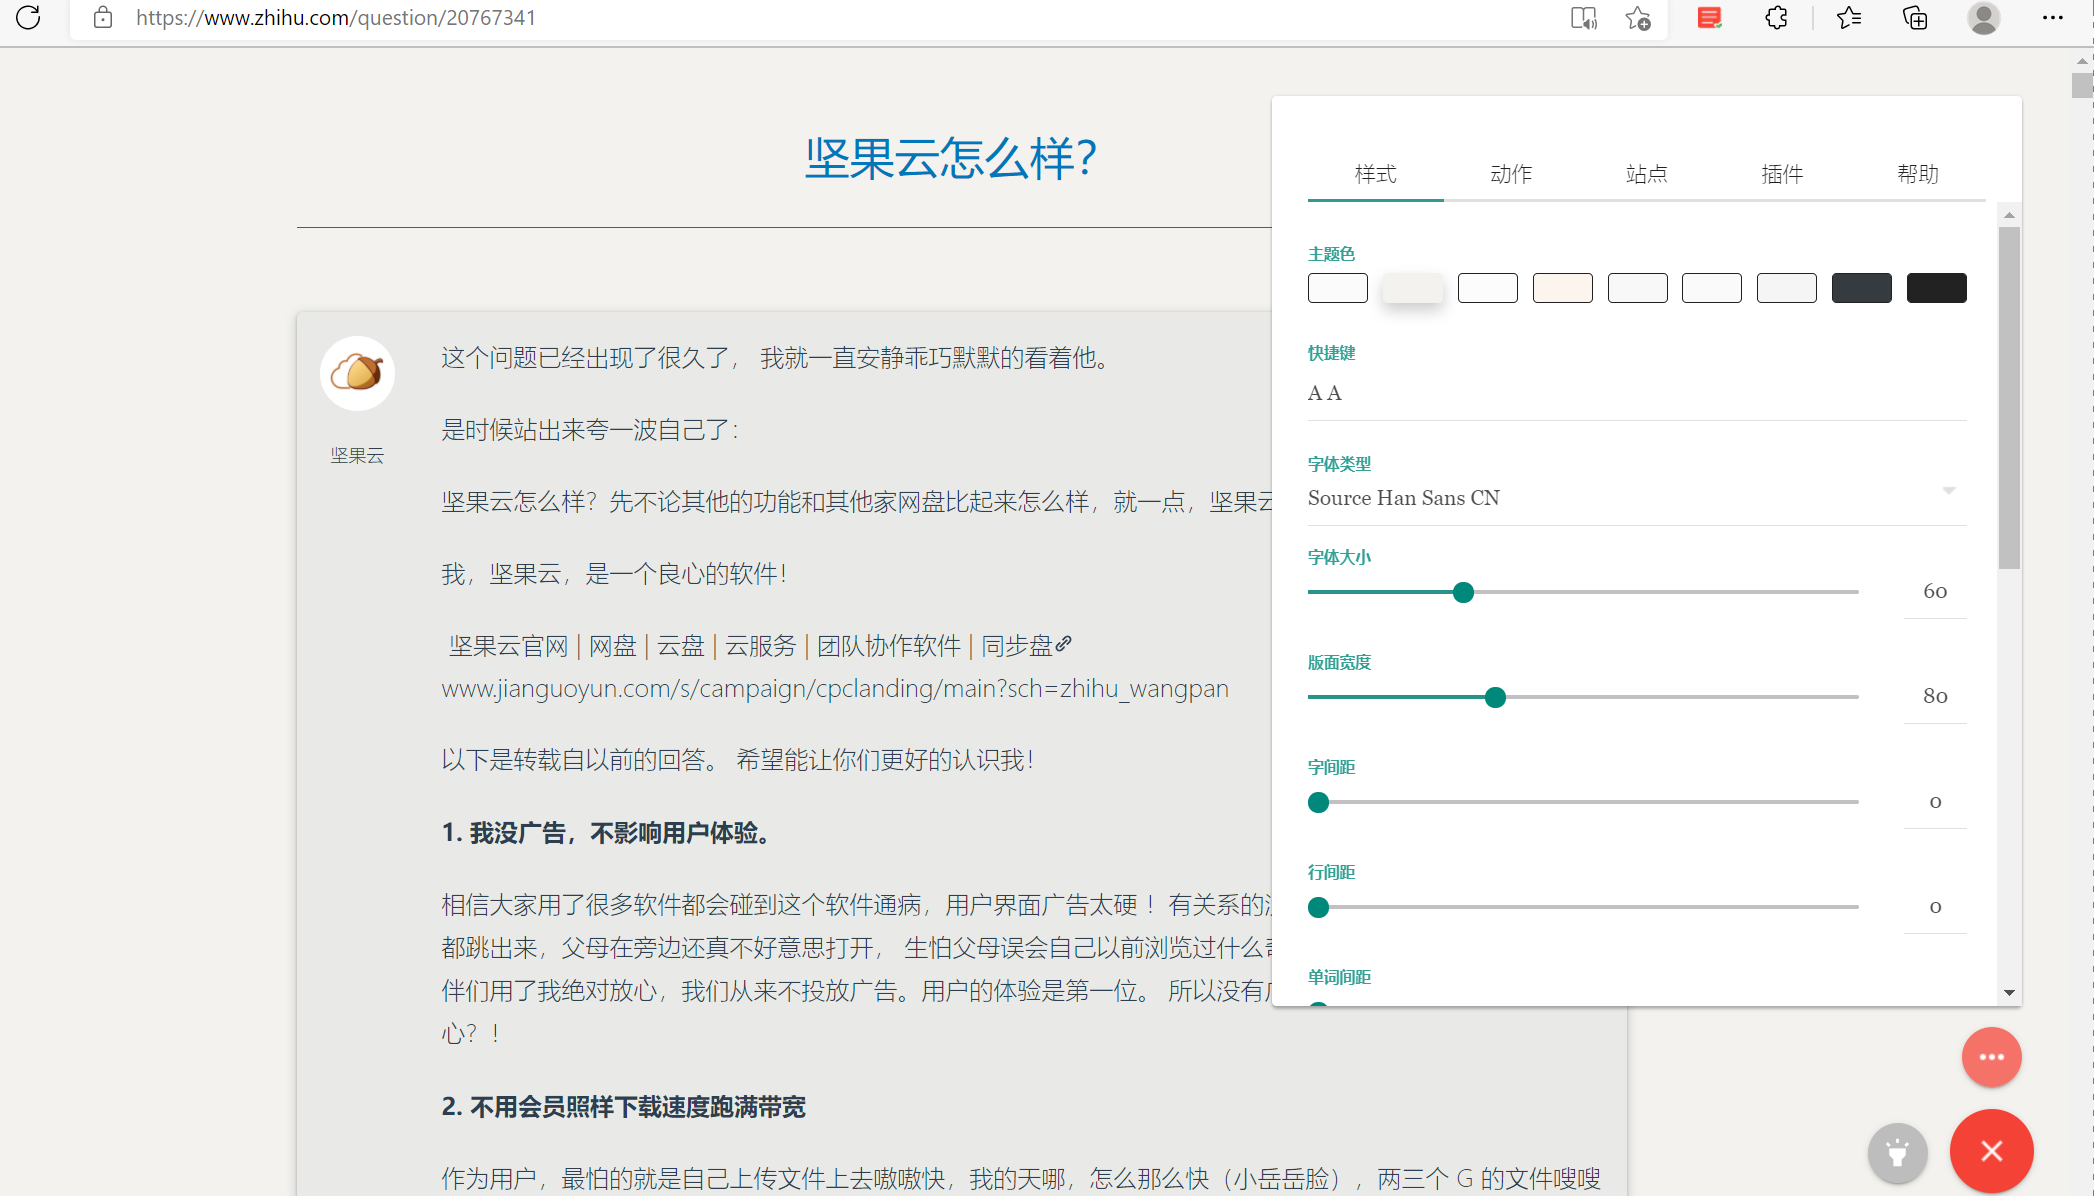 https://www.zhihu.com/question/20767341
坚果云怎么样?
坚果云
这个问题已经出现了很久了， 我就一直安静乖巧默默的看着他。
是时候站出来夸一波自己了：
坚果云怎么样？先不论其他的功能和其他家网盘比起来怎么样，就一点，坚果云
我，坚果云，是一个良心的软件！
坚果云官网 | 网盘 | 云盘 | 云服务 | 团队协作软件 | 同步盘
www.jianguoyun.com/s/campaign/cpclanding/main?sch=zhihu_wangpan
以下是转载自以前的回答。 希望能让你们更好的认识我！
1. 我没广告，不影响用户体验。
相信大家用了很多软件都会碰到这个软件通病，用户界面广告太硬 ！有关系的
都跳出来，父母在旁边还真不好意思打开， 生怕父母误会自己以前浏览过什么
伴们用了我绝对放心，我们从来不投放广告。用户的体验是第一位。 所以没有
心？！
2. 不用会员照样下载速度跑满带宽
作为用户，最怕的就是自己上传文件上去嗷嗷快，我的天哪，怎么那么快（小岳岳脸），两三个 G 的文件嗖嗖
样式 动作 站点 插件 帮助
主题色
快捷键
A A
字体类型
Source Han Sans CN
字体大小
60
版面宽度
80
字间距
0
行间距
0
单词间距